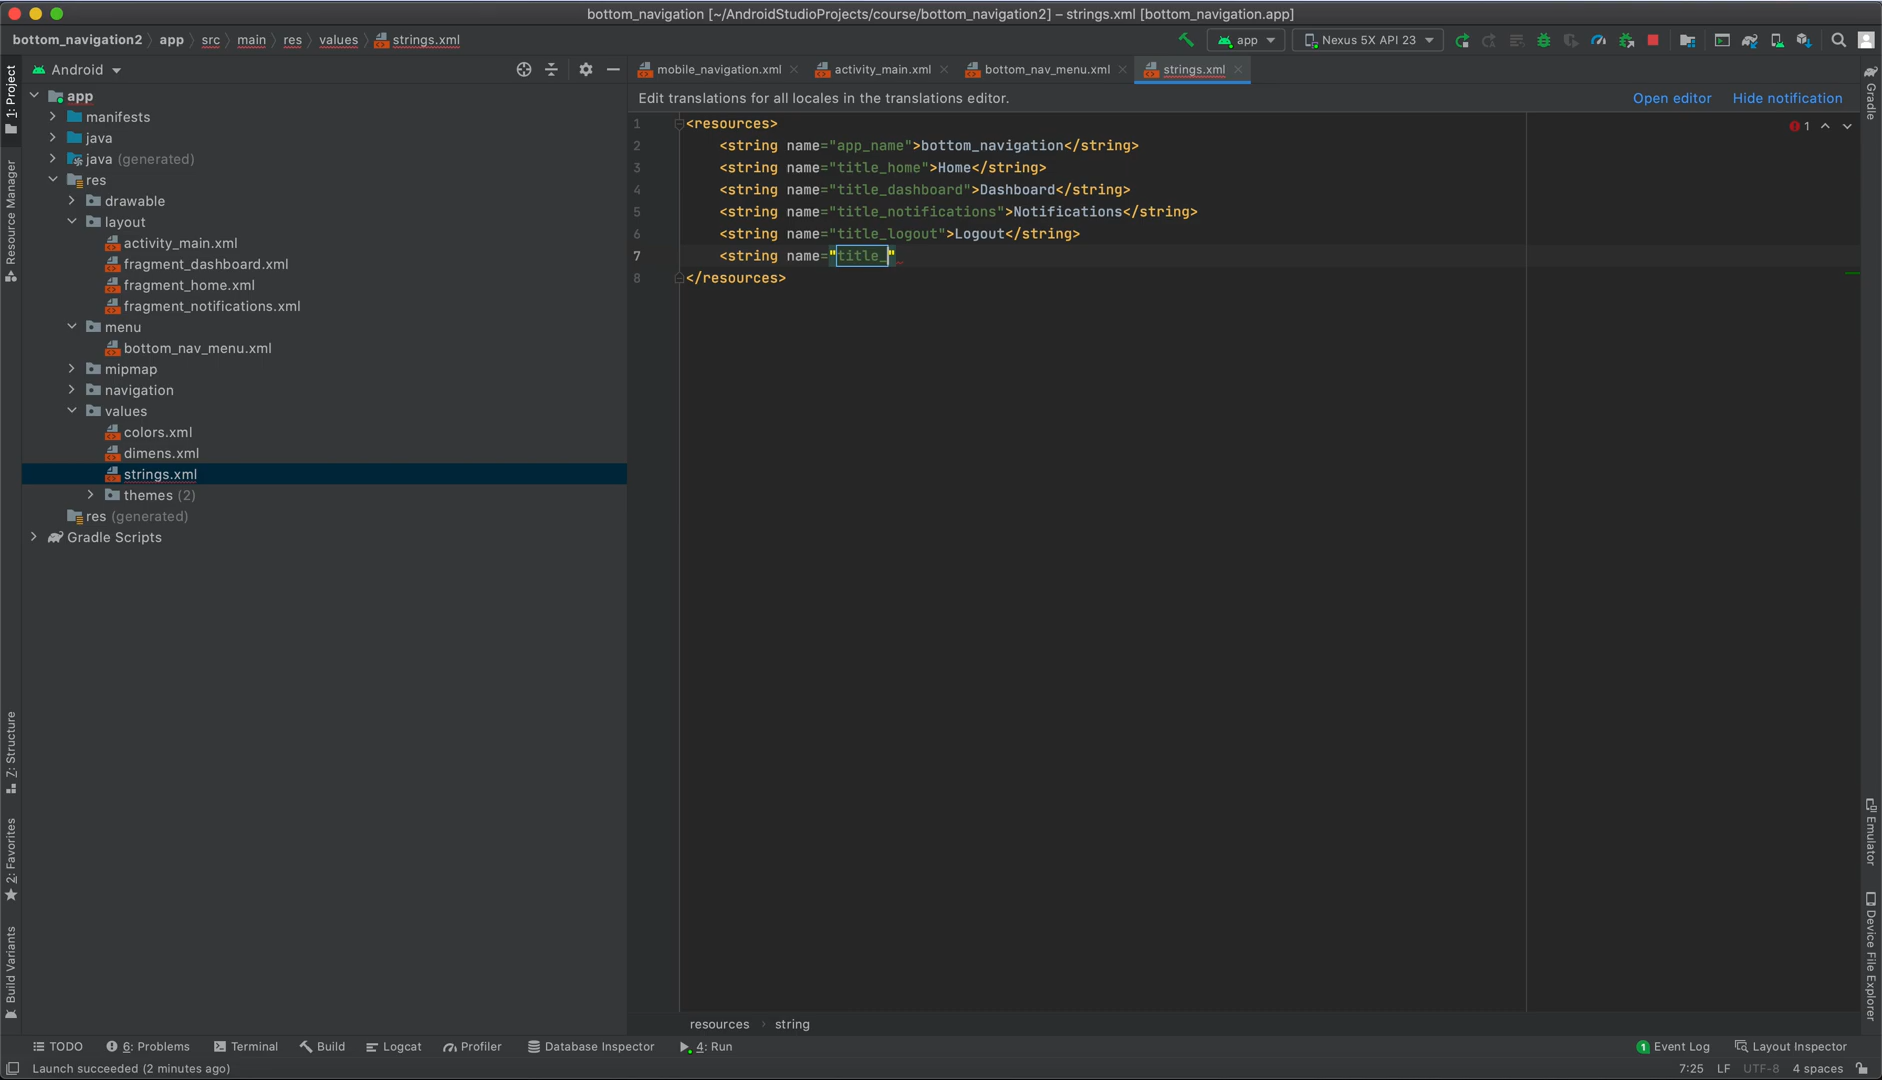 bottom_navigation [~/AndroidStudioProjects/course/bottom_navigation2] – strings.xml [bottom_navigation.app]
bottom_navigation2 app src main res values strings.xml
app Nexus 5X API 23
Android
mobile_navigation.xml activity_main.xml bottom_nav_menu.xml strings.xml
Edit translations for all locales in the translations editor. Open editor Hide notification
1: Project
Resource Manager
Z: Structure
2: Favorites
Build Variants
app
manifests
java
java (generated)
res
drawable
layout
activity_main.xml
fragment_dashboard.xml
fragment_home.xml
fragment_notifications.xml
menu
bottom_nav_menu.xml
mipmap
navigation
values
colors.xml
dimens.xml
strings.xml
themes (2)
res (generated)
Gradle Scripts
1 <resources>
2 <string name="app_name">bottom_navigation</string>
3 <string name="title_home">Home</string>
4 <string name="title_dashboard">Dashboard</string>
5 <string name="title_notifications">Notifications</string>
6 <string name="title_logout">Logout</string>
7 <string name="title_"
8 </resources>
1
Gradle
Emulator
Device File Explorer
resources string
TODO 6: Problems Terminal Build Logcat Profiler Database Inspector 4: Run 1 Event Log Layout Inspector
Launch succeeded (2 minutes ago) 7:25 LF UTF-8 4 spaces